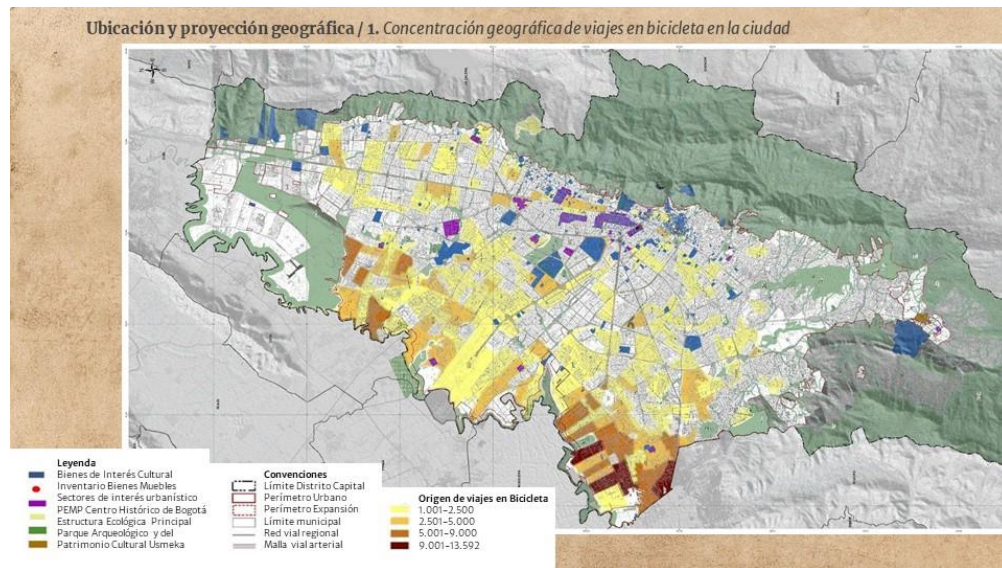 Ubicación y proyección geográfica / 1. Concentración geográfica de viajes en bicicleta en la ciudad
Leyenda
Bienes de Interés Cultural
Inventario Bienes Muebles
Sectores de interés urbanístico
PEMP Centro Histórico de Bogotá
Estructura Ecológica Principal
Parque Arqueológico y del
Patrimonio Cultural Usmeka
Convenciones
Límite Distrito Capital
Perímetro Urbano
Perímetro Expansión
Límite municipal
Red vial regional
Malla vial arterial
Origen de viajes en Bicicleta
1.001-2.500
2.501-5.000
5.001-9.000
9.001-13.592